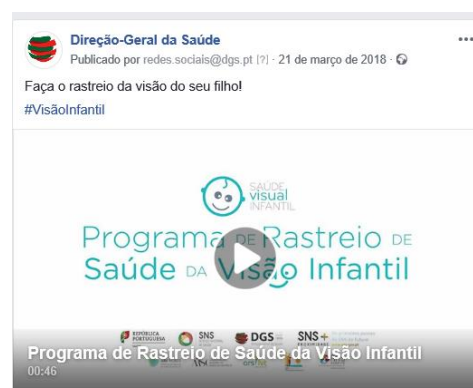 Direção-Geral da Saúde
Publicado por redes.sociais@dgs.pt [?] · 21 de março de 2018 ·
Faça o rastreio da visão do seu filho!
#VisãoInfantil
SAÚDE
visual
INFANTIL
Programa DE Rastreio DE
Saúde DA Visão Infantil
REPÚBLICA PORTUGUESA SNS DGS SNS+
Programa de Rastreio de Saúde da Visão Infantil
00:46